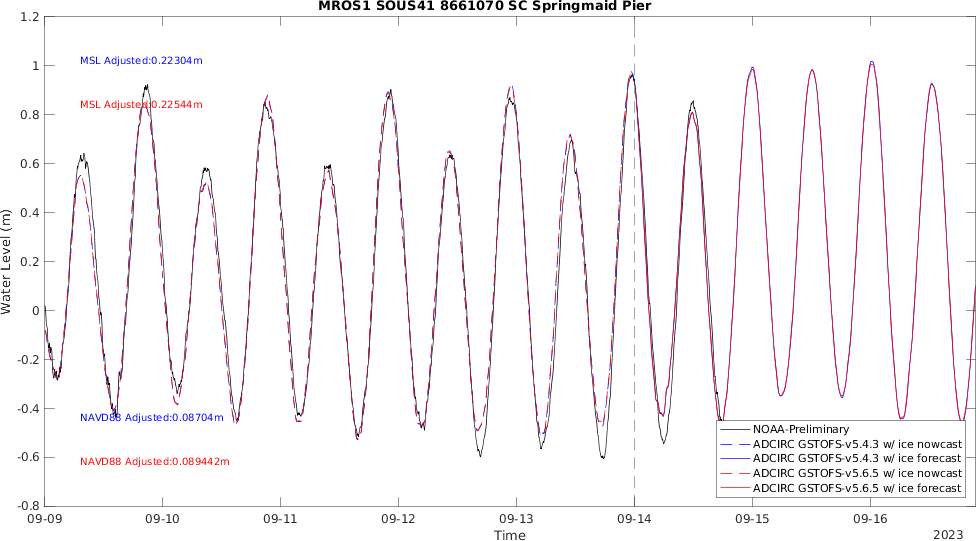 MROS1 SOUS41 8661070 SC Springmaid Pier
1.2
1
0.8
0.6
0.4
0.2
0
-0.2
-0.4
-0.6
-0.8
Water Level (m)
MSL Adjusted:0.22304m
MSL Adjusted:0.22544m
NAVD88 Adjusted:0.08704m
NAVD88 Adjusted:0.089442m
NOAA-Preliminary
ADCIRC GSTOFS-v5.4.3 w/ ice nowcast
ADCIRC GSTOFS-v5.4.3 w/ ice forecast
ADCIRC GSTOFS-v5.6.5 w/ ice nowcast
ADCIRC GSTOFS-v5.6.5 w/ ice forecast
09-09 09-10 09-11 09-12 09-13 09-14 09-15 09-16
Time
2023